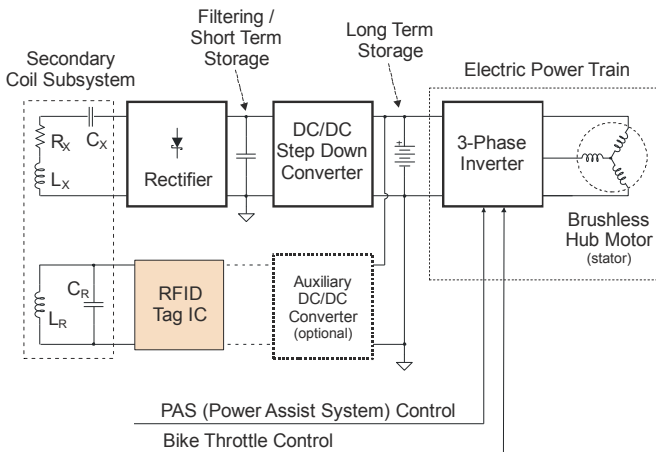 Filtering /
Short Term
Storage
Long Term
Storage
Secondary
Coil Subsystem
Electric Power Train
RX
CX
LX
Rectifier
DC/DC
Step Down
Converter
+
3-Phase
Inverter
Brushless
Hub Motor
(stator)
LR
CR
RFID
Tag IC
Auxiliary
DC/DC
Converter
(optional)
PAS (Power Assist System) Control
Bike Throttle Control